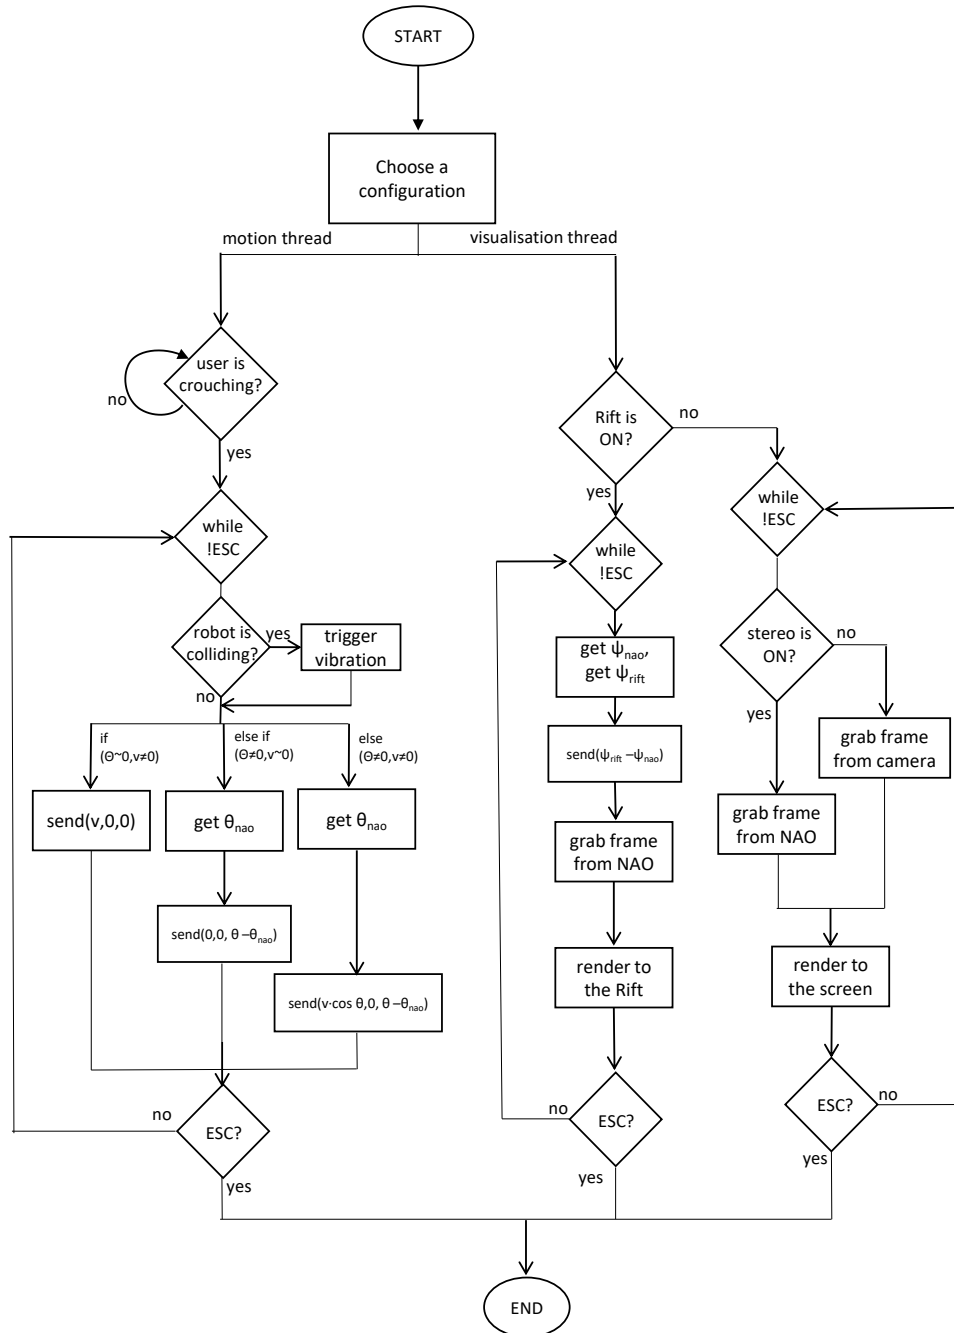 START
Choose a
configuration
motion thread
visualisation thread
user is
crouching?
no
yes
while
!ESC
robot is
colliding?
yes
trigger
vibration
no
if
(Θ~0,v≠0)
else if
(Θ≠0,v~0)
else
(Θ≠0,v≠0)
send(v,0,0)
get θnao
get θnao
send(0,0, θ –θnao)
send(v·cos θ,0, θ –θnao)
no
ESC?
yes
Rift is
ON?
no
yes
while
!ESC
get ψnao,
get ψrift
send(ψrift –ψnao)
grab frame
from NAO
render to
the Rift
no
ESC?
yes
while
!ESC
stereo is
ON?
no
yes
grab frame
from camera
grab frame
from NAO
render to
the screen
ESC?
no
yes
END